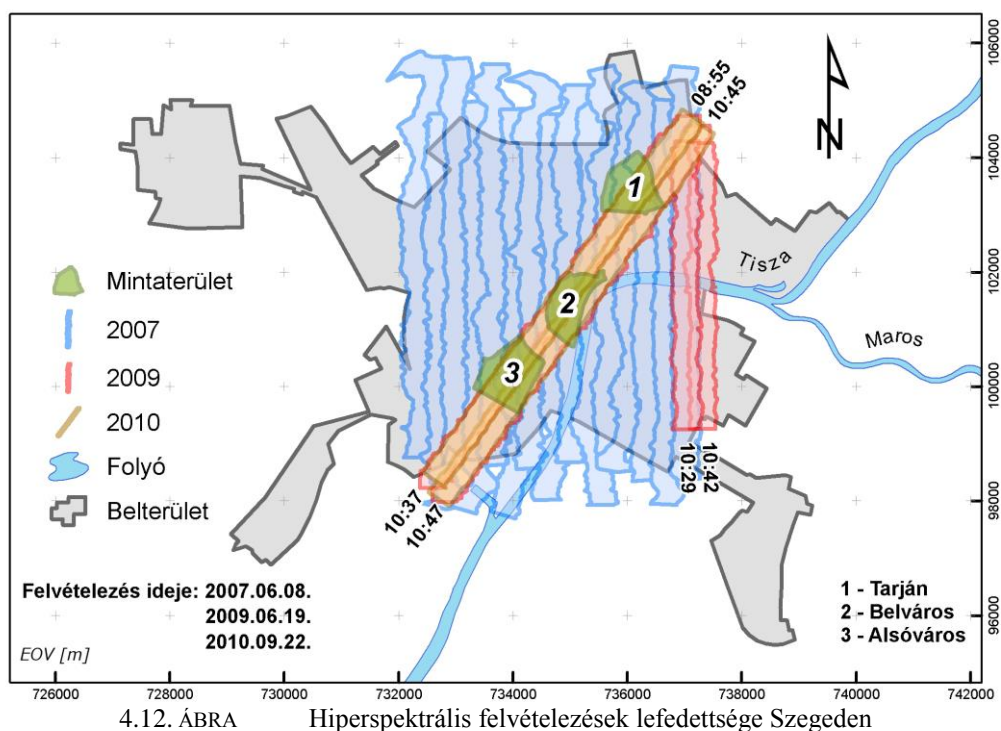 08:55
10:45
106000
104000
102000
100000
98000
96000
N
1
2
3
Tisza
Maros
Mintaterület
2007
2009
2010
Folyó
Belterület
10:37
10:47
10:29
10:42
Felvételezés ideje: 2007.06.08.
2009.06.19.
2010.09.22.
1 - Tarján
2 - Belváros
3 - Alsóváros
EOV [m]
726000 728000 730000 732000 734000 736000 738000 740000 742000
4.12. ÁBRA Hiperspektrális felvételezések lefedettsége Szegeden